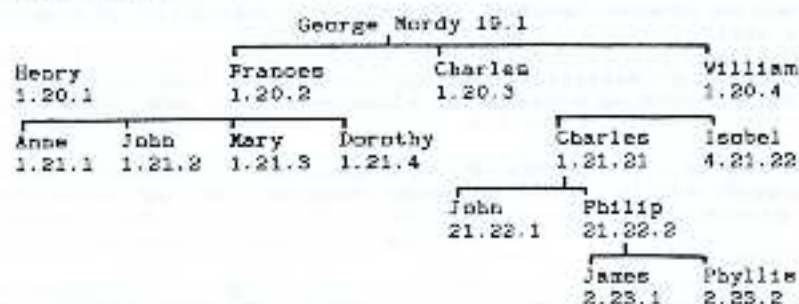 George Mordy 19.1
Henry Frances Charles William
1.20.1 1.20.2 1.20.3 1.20.4
Anne John Mary Dorothy Charles Isobel
1.21.1 1.21.2 1.21.3 1.21.4 1.21.21 4.21.22
John Philip
21.22.1 21.22.2
James Phyllis
2.23.1 2.23.2